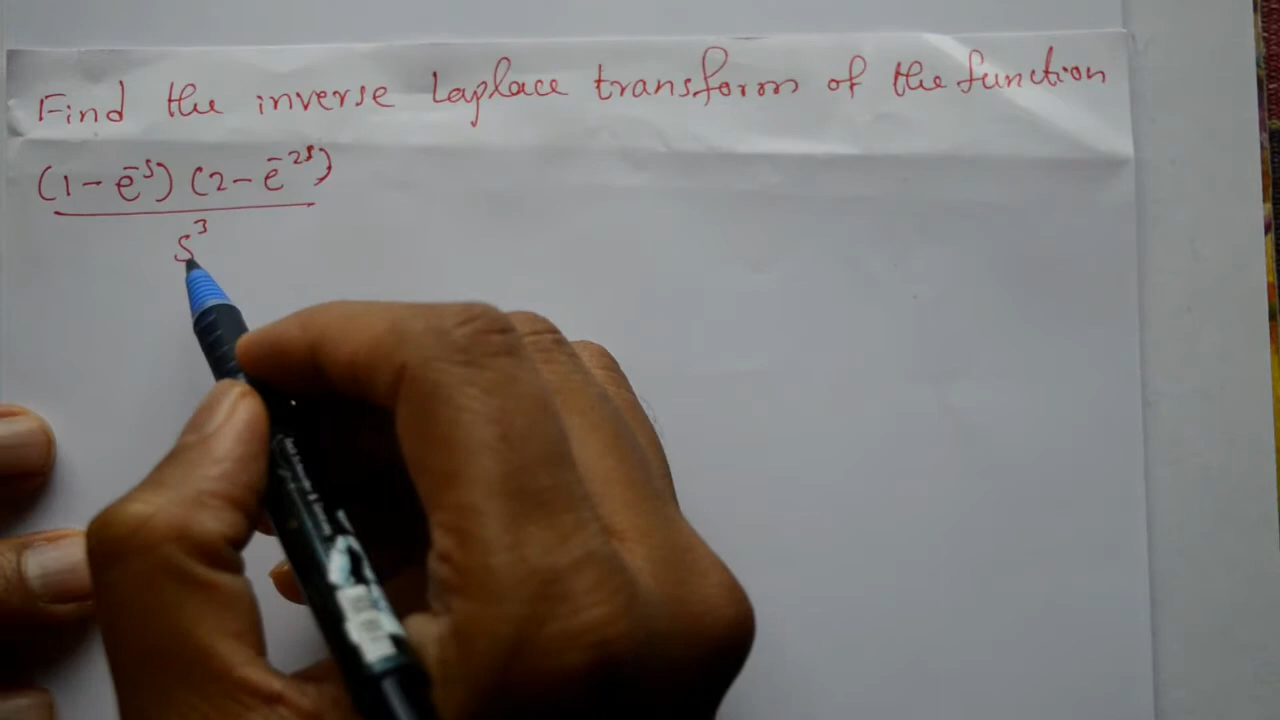 Find the inverse Laplace transform of the function
(1-e^-s) (2-e^-2s)
s^3